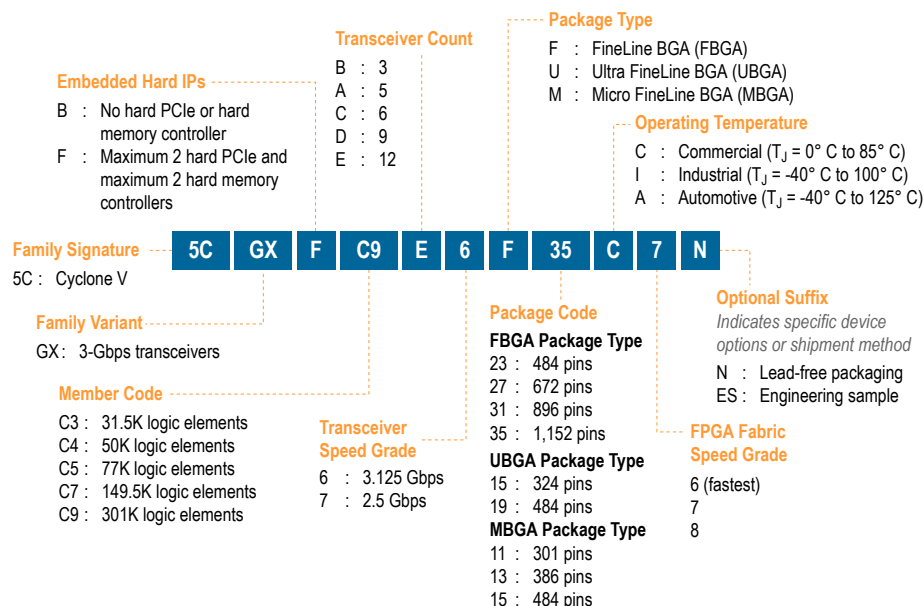 Package Type
F : FineLine BGA (FBGA)
U : Ultra FineLine BGA (UBGA)
M : Micro FineLine BGA (MBGA)
Transceiver Count
B : 3
A : 5
C : 6
D : 9
E : 12
Embedded Hard IPs
B : No hard PCIe or hard
memory controller
F : Maximum 2 hard PCIe and
maximum 2 hard memory
controllers
Operating Temperature
C : Commercial (TJ = 0° C to 85° C)
I : Industrial (TJ = -40° C to 100° C)
A : Automotive (TJ = -40° C to 125° C)
Family Signature
5C : Cyclone V
5C GX F C9 E 6 F 35 C 7 N
Family Variant
GX : 3-Gbps transceivers
Member Code
C3 : 31.5K logic elements
C4 : 50K logic elements
C5 : 77K logic elements
C7 : 149.5K logic elements
C9 : 301K logic elements
Transceiver
Speed Grade
6 : 3.125 Gbps
7 : 2.5 Gbps
Package Code
FBGA Package Type
23 : 484 pins
27 : 672 pins
31 : 896 pins
35 : 1,152 pins
UBGA Package Type
15 : 324 pins
19 : 484 pins
MBGA Package Type
11 : 301 pins
13 : 386 pins
15 : 484 pins
Optional Suffix
Indicates specific device
options or shipment method
N : Lead-free packaging
ES : Engineering sample
FPGA Fabric
Speed Grade
6 (fastest)
7
8